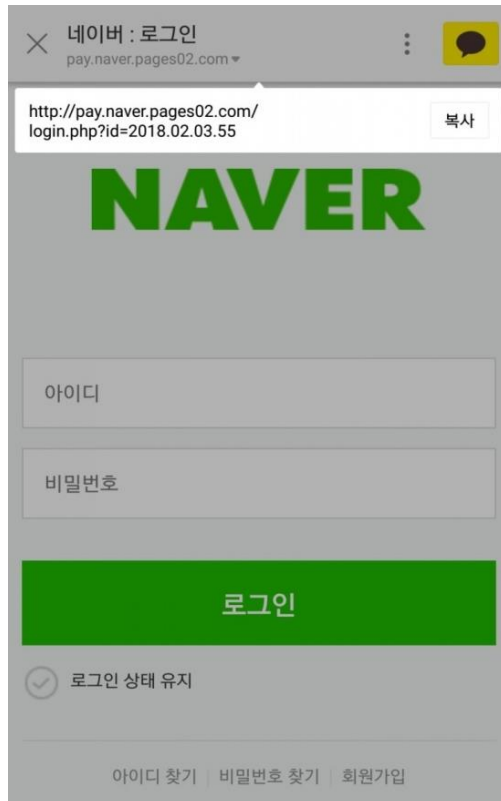 네이버 : 로그인
pay.naver.pages02.com
http://pay.naver.pages02.com/
login.php?id=2018.02.03.55
복사
NAVER
아이디
비밀번호
로그인
로그인 상태 유지
아이디 찾기 | 비밀번호 찾기 | 회원가입